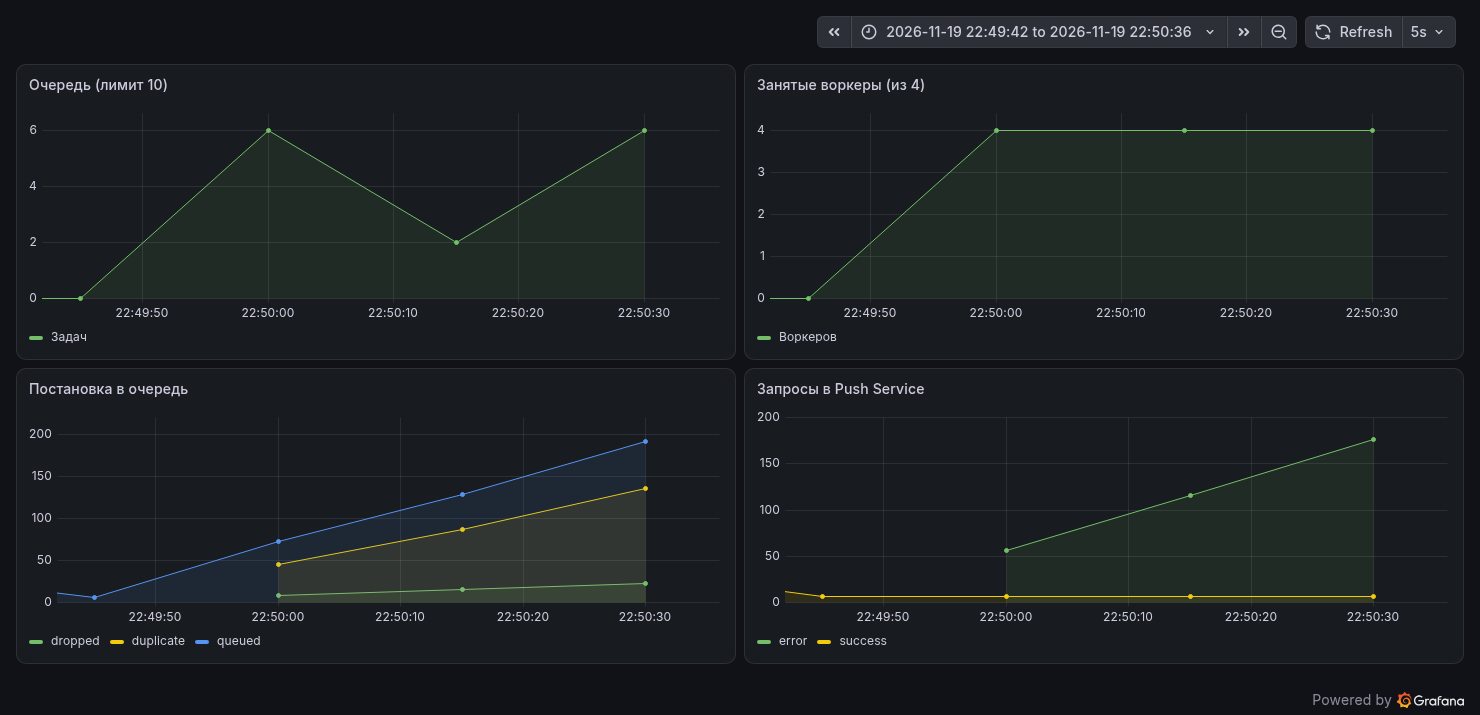 2026-11-19 22:49:42 to 2026-11-19 22:50:36 Refresh 5s
Очередь (лимит 10)
6
4
2
0
22:49:50 22:50:00 22:50:10 22:50:20 22:50:30
Задач
Занятые воркеры (из 4)
4
3
2
1
0
22:49:50 22:50:00 22:50:10 22:50:20 22:50:30
Воркеров
Постановка в очередь
200
150
100
50
0
22:49:50 22:50:00 22:50:10 22:50:20 22:50:30
dropped duplicate queued
Запросы в Push Service
200
150
100
50
0
22:49:50 22:50:00 22:50:10 22:50:20 22:50:30
error success
Powered by Grafana